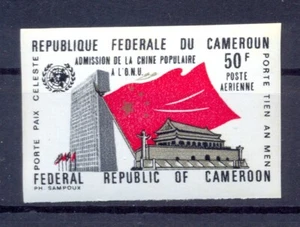 REPUBLIQUE FEDERALE DU CAMEROUN
ADMISSION DE LA CHINE POPULAIRE
A L'O.N.U.
50F
POSTE
AERIENNE
PORTE PAIX CELESTE
PORTE TIEN AN MEN
FEDERAL REPUBLIC OF CAMEROON
PH. SAMPOUX